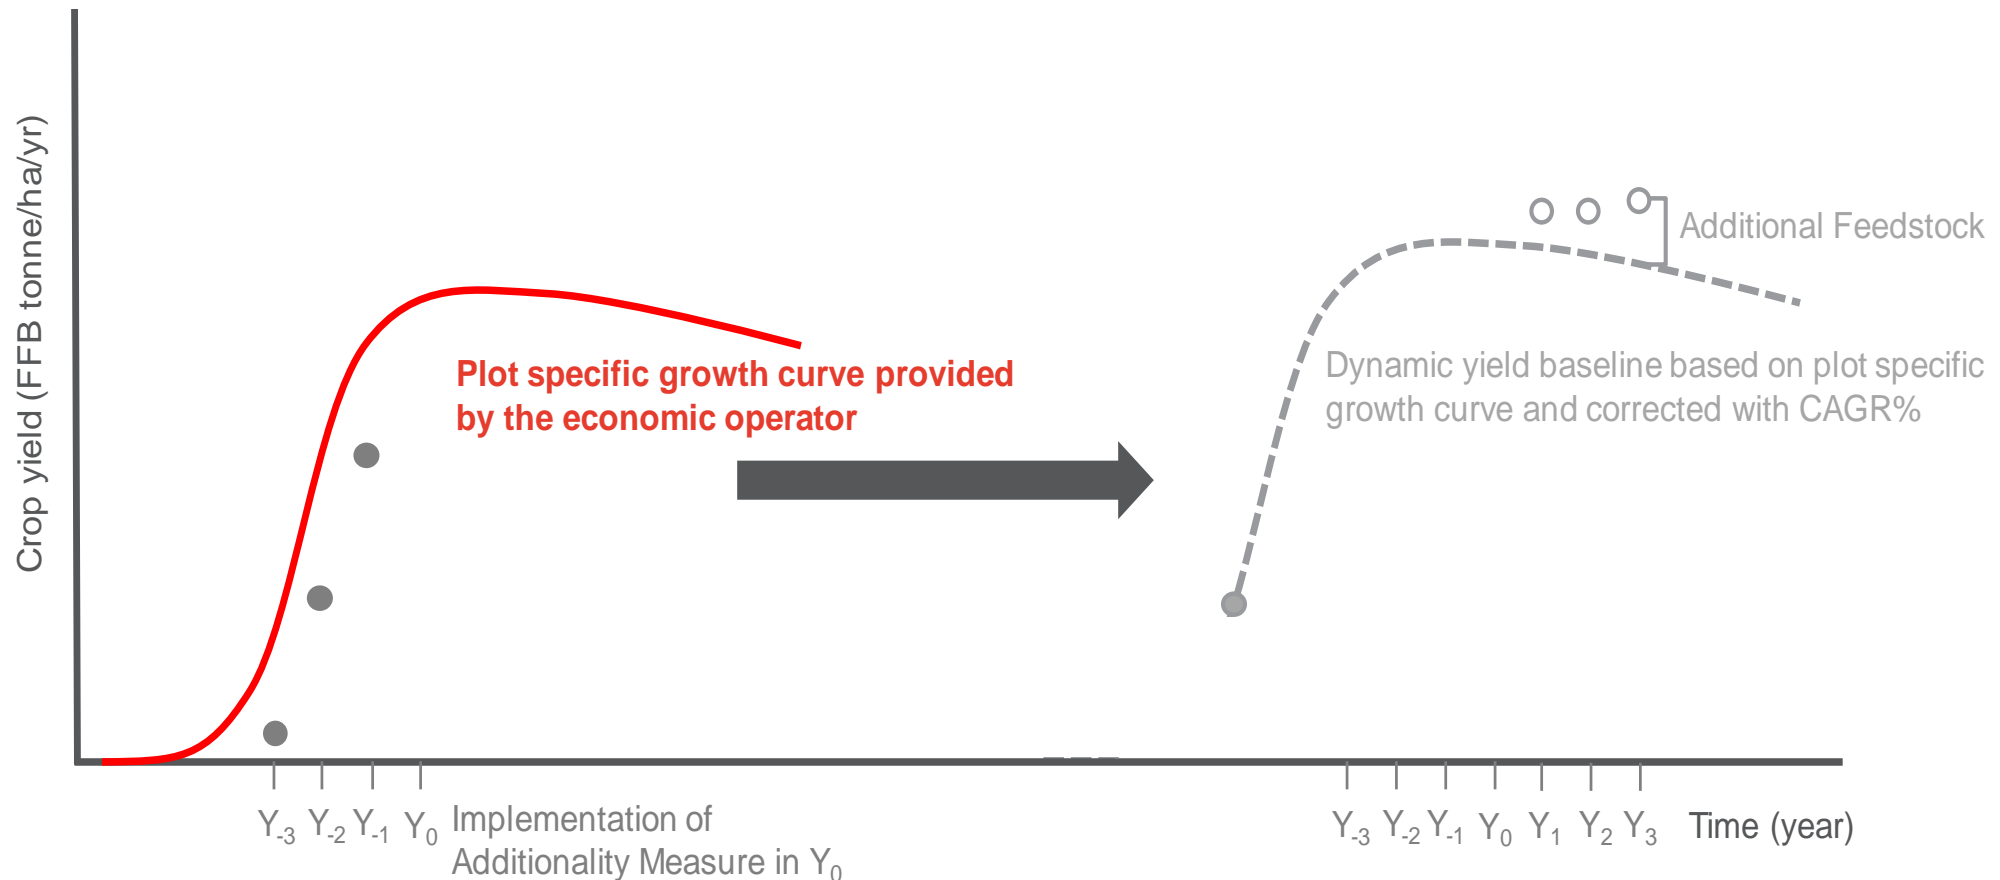 Crop yield (FFB tonne/ha/yr)
Additional Feedstock
Plot specific growth curve provided
by the economic operator
Dynamic yield baseline based on plot specific
growth curve and corrected with CAGR%
Y-3 Y-2 Y-1 Y0 Implementation of
Additionality Measure in Y0
Y-3 Y-2 Y-1 Y0 Y1 Y2 Y3 Time (year)